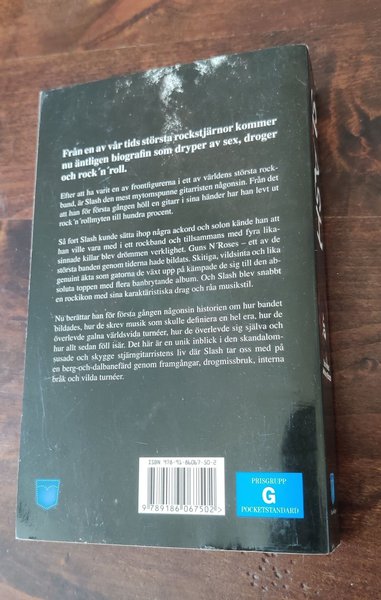 Från en av vår tids största rockstjärnor kommer
nu äntligen biografin som dryper av sex, droger
och rock'n'roll.
Efter att ha varit en av frontfigurerna i ett av världens största rock-
band, är Slash den mest mytomspunne gitarristen någonsin. Från det
att han för första gången höll en gitarr i sina händer har han levt ut
rock'n'rollmyten till hundra procent.
Så fort Slash kunde sätta ihop några ackord och solon kände han att
han ville vara med i ett rockband och tillsammans med fyra lika-
sinnade killar blev drömmen verklighet. Guns N'Roses – ett av de
största banden genom tiderna hade bildats. Skitiga, vildsinta och lika
genuint äkta som gatorna de växt upp på kämpade de sig till den ab-
soluta toppen med flera banbrytande album. Och Slash blev snabbt
en rockikon med sina karaktäristiska drag och råa musikstil.
Nu berättar han för första gången någonsin historien om hur bandet
bildades, hur de skrev musik som skulle definiera en hel era, hur de
överlevde galna världsvida turnéer, hur de överlevde sig själva och
hur allt sedan föll isär. Det här är en unik inblick i den skandalom-
susade och skygge stjärngitarristens liv där Slash tar oss med på
en berg-och-dalbanefärd genom framgångar, drogmissbruk, interna
bråk och vilda turnéer.
ISBN 978-91-86067-50-2
9 789186 067502
PRISGRUPP
G
POCKETSTANDARD